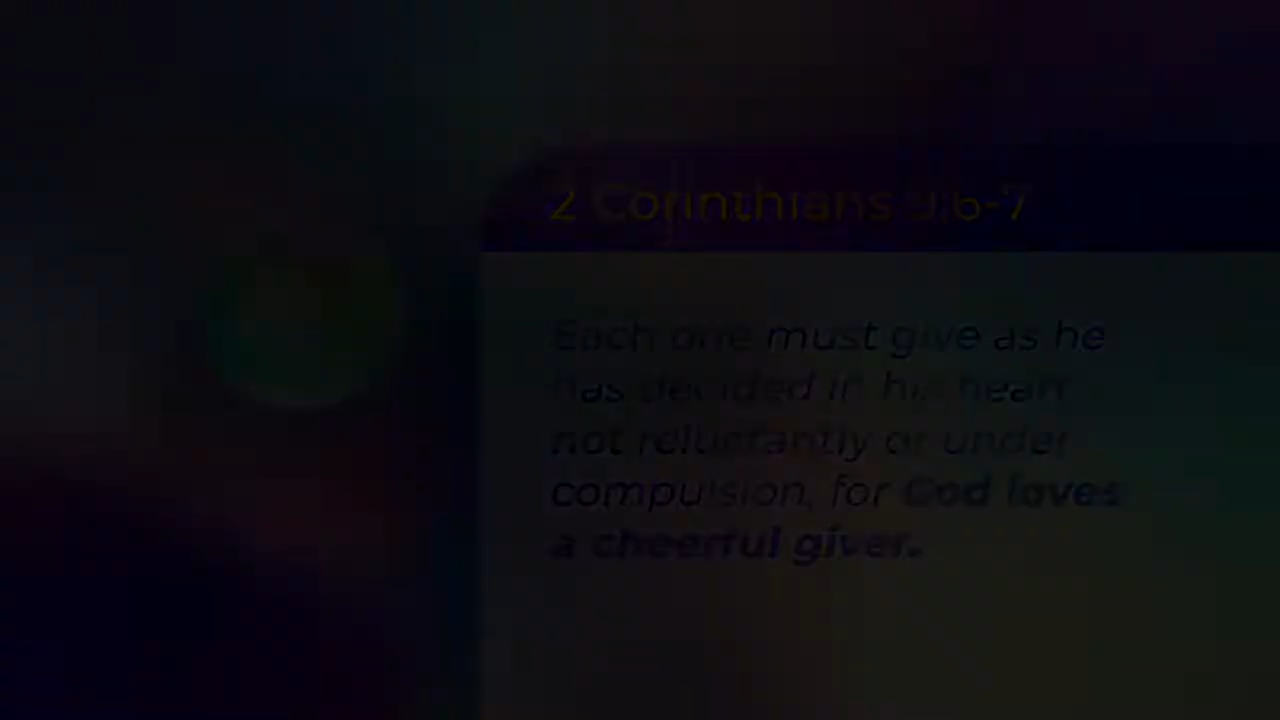 2 Corinthians 9:6-7
Each one must give as he
has decided in his heart
not reluctantly or under
compulsion, for God loves
a cheerful giver.